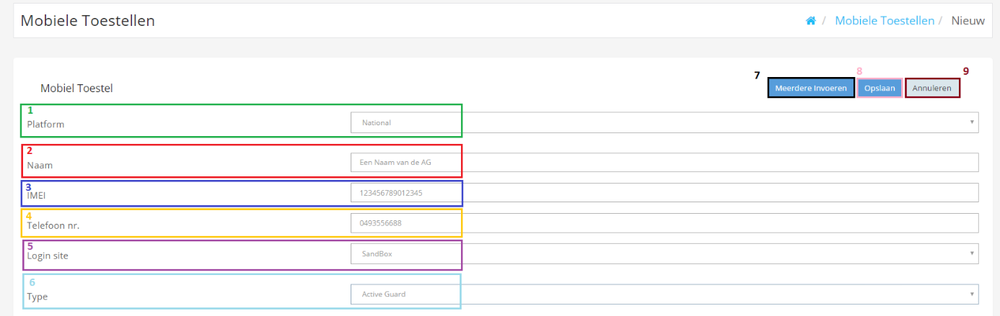 Mobiele Toestellen
/ Mobiele Toestellen / Nieuw
7 8 9
Mobiel Toestel Meerdere Invoeren Opslaan Annuleren
1
Platform National
2
Naam Een Naam van de AG
3
IMEI 123456789012345
4
Telefoon nr. 0493556688
5
Login site SandBox
6
Type Active Guard